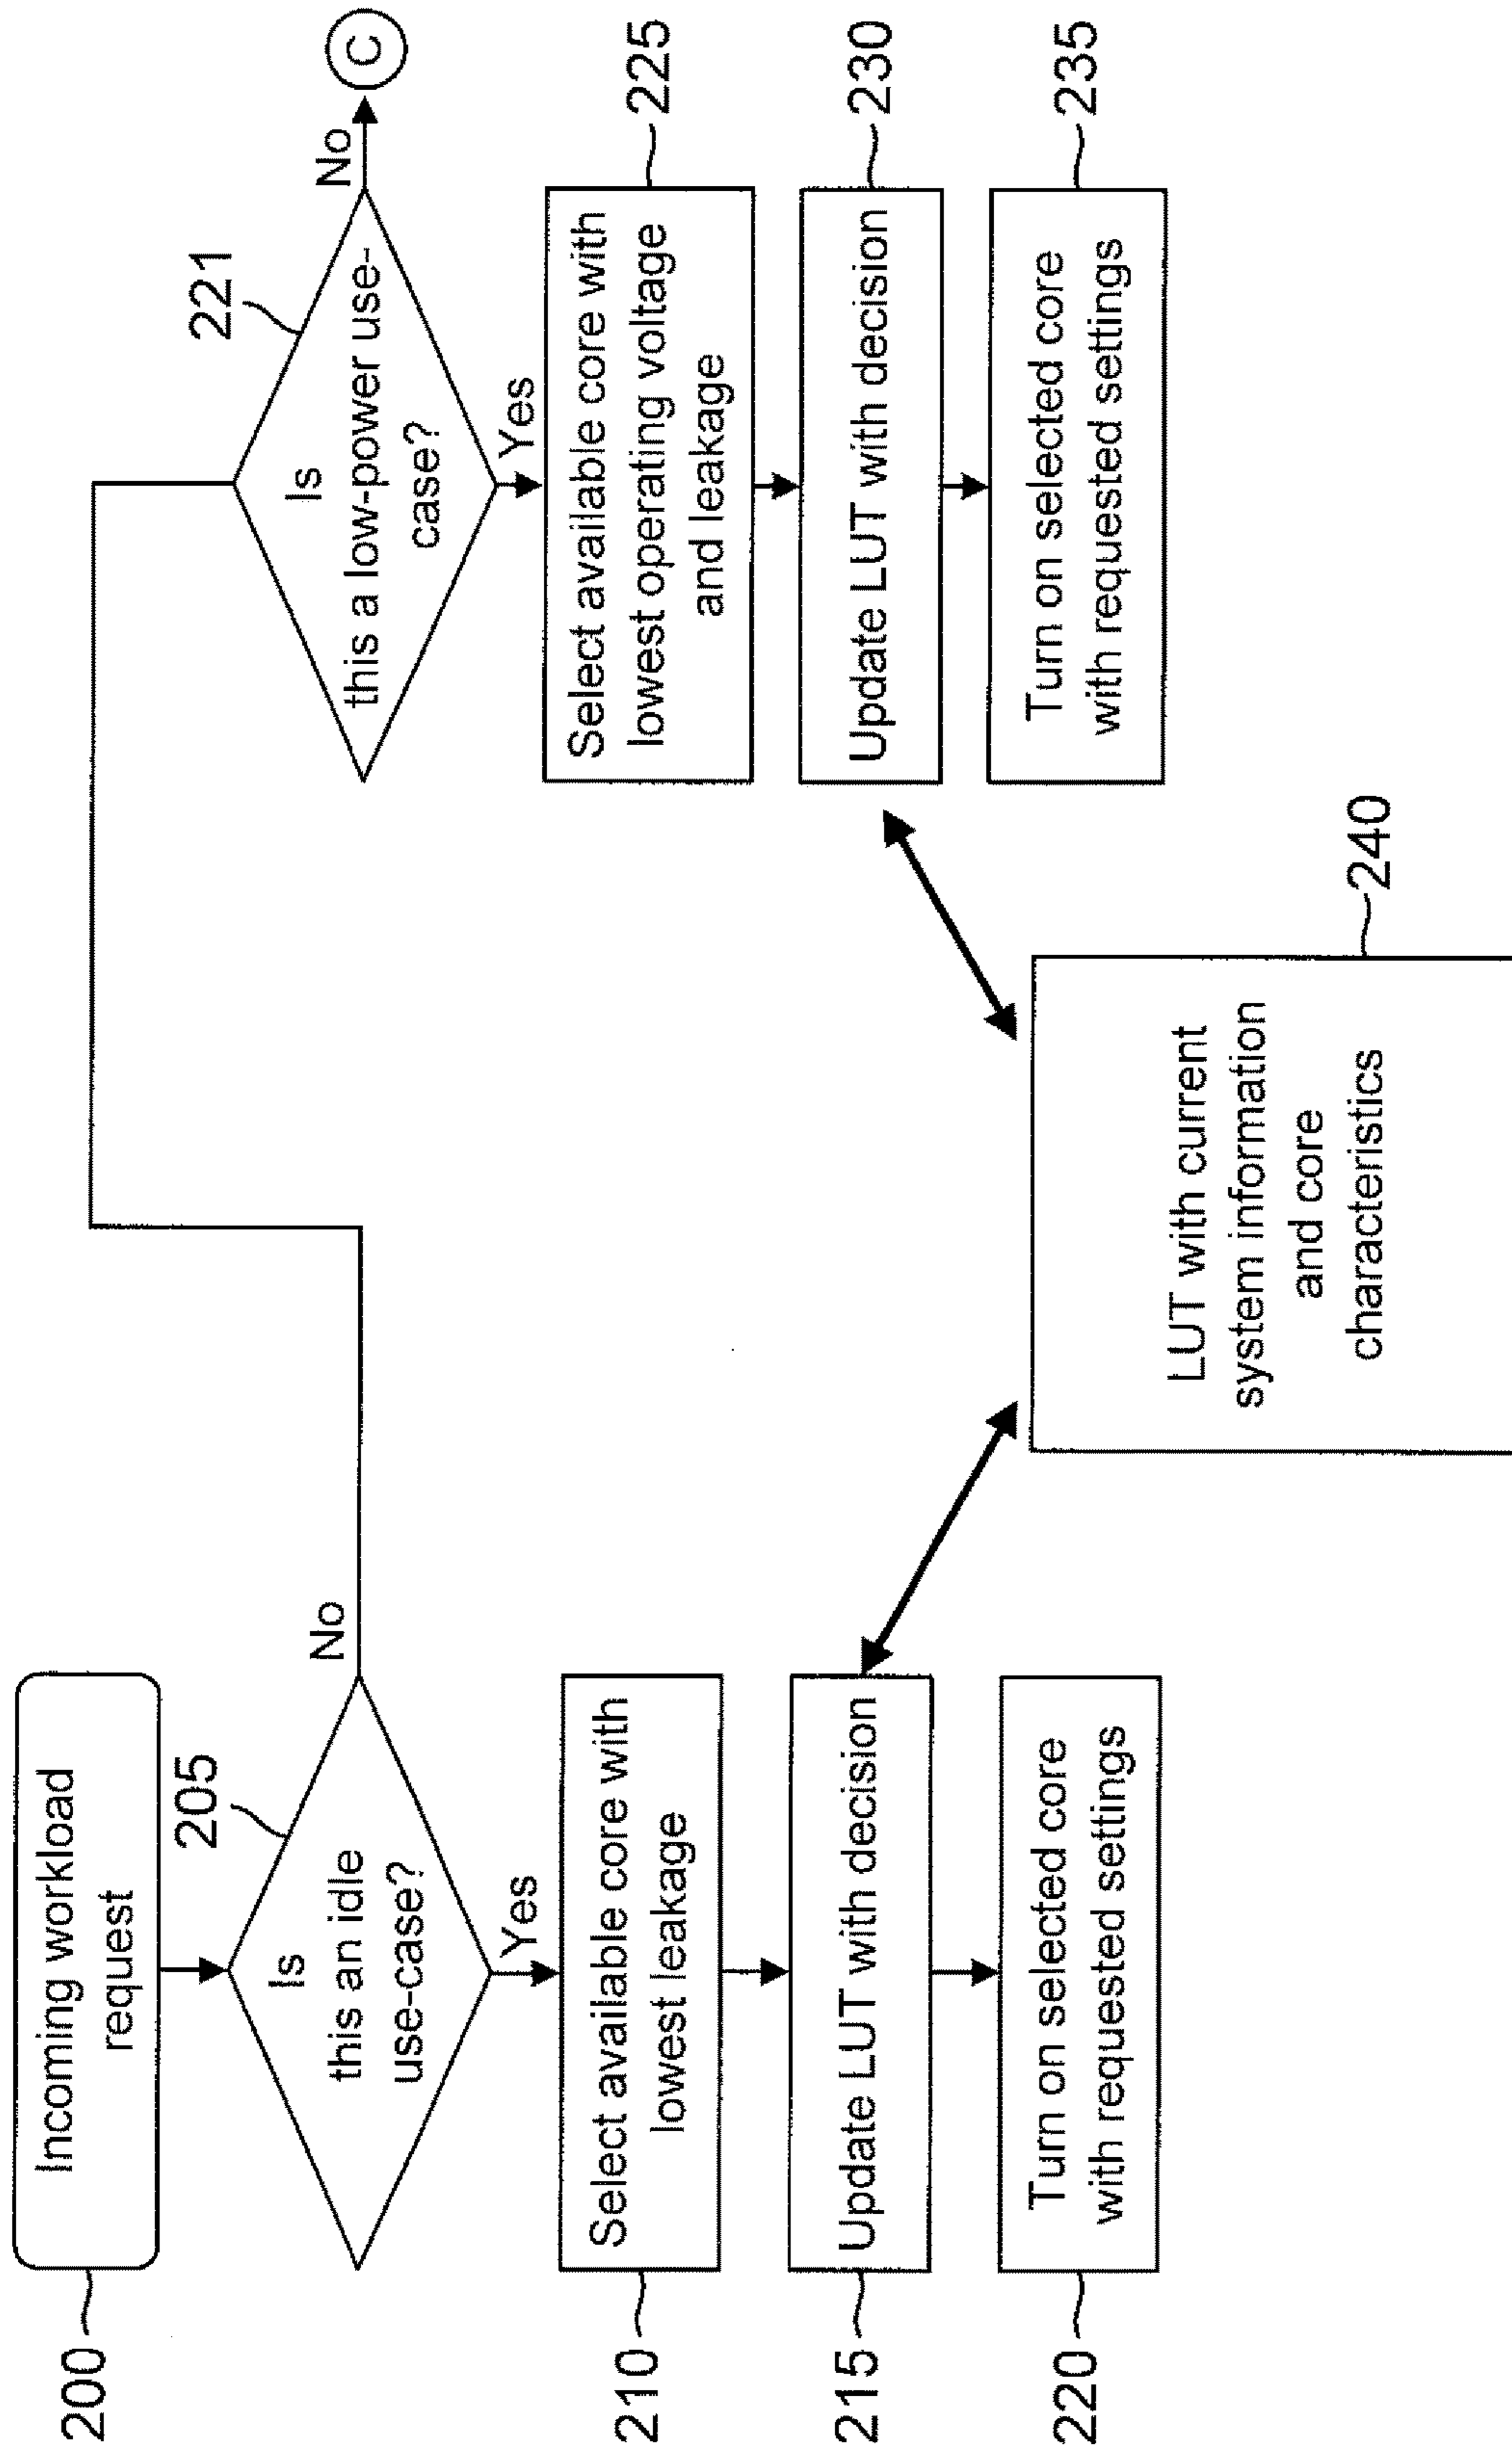 200
Incoming workload
request
205
Is
this an idle
use-case?
No
Yes
210
Select available core with
lowest leakage
215
Update LUT with decision
220
Turn on selected core
with requested settings
221
Is
this a low-power use-
case?
No
C
Yes
Select available core with
lowest operating voltage
and leakage
225
Update LUT with decision
230
Turn on selected core
with requested settings
235
LUT with current
system information
and core
characteristics
240